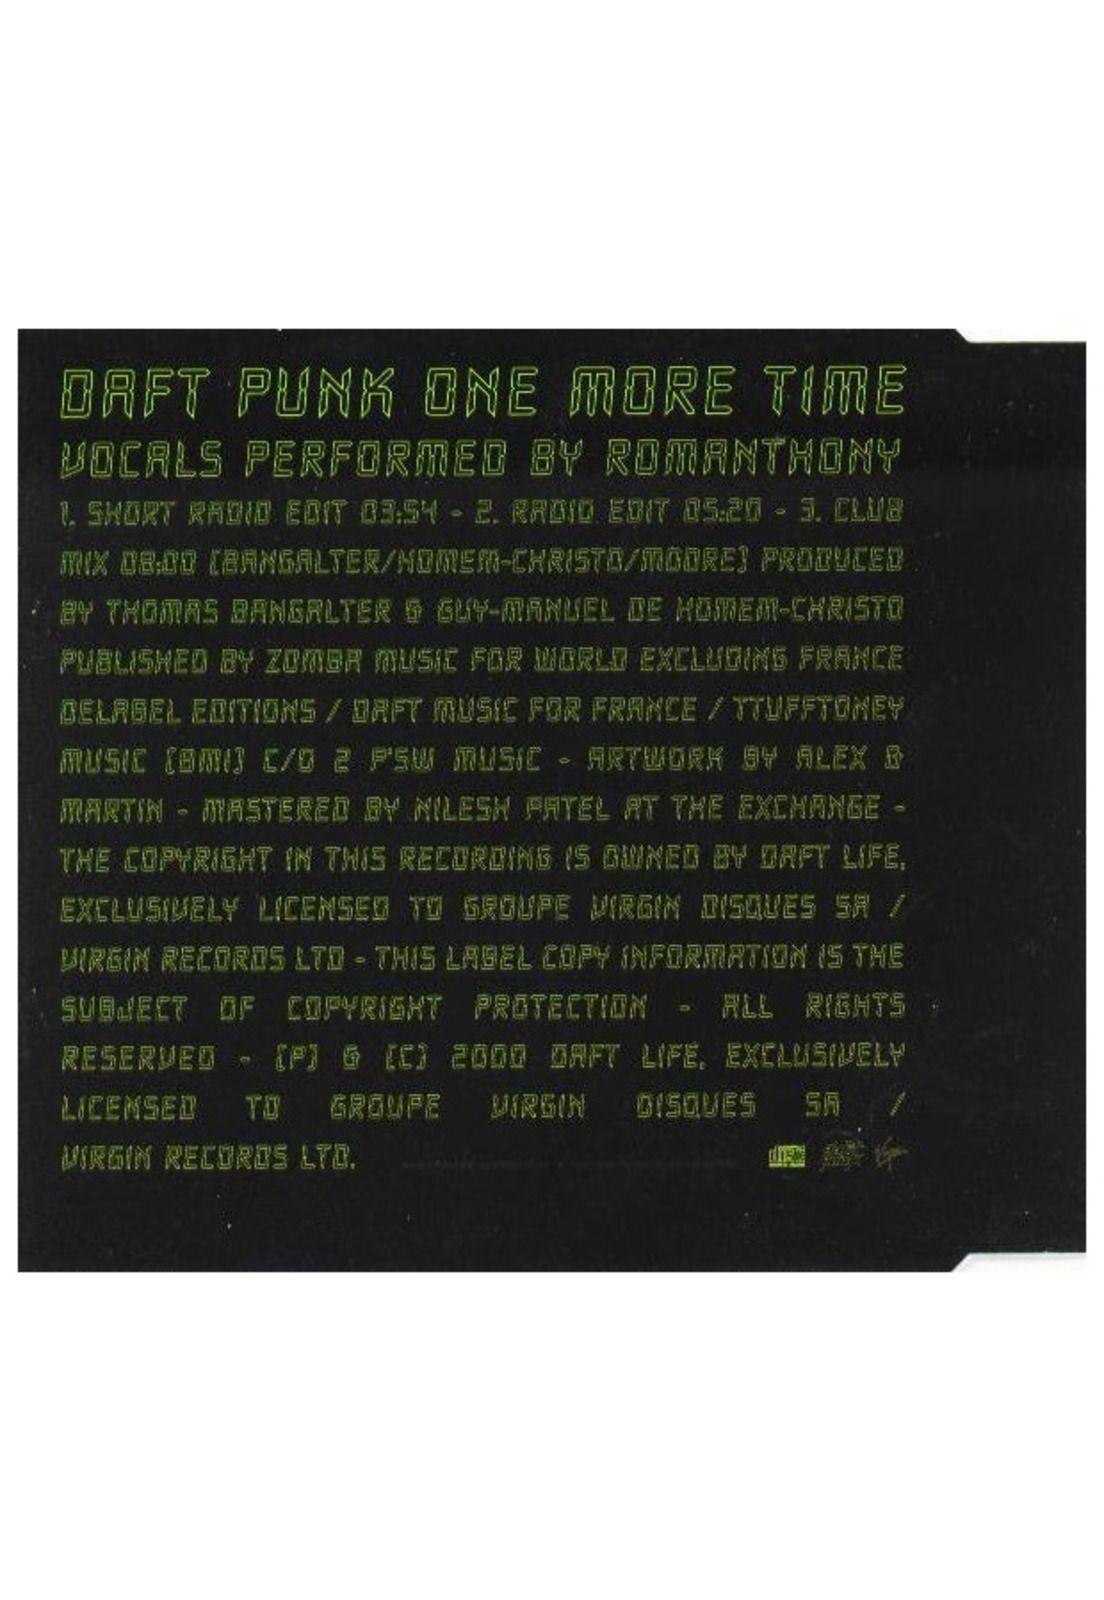 DAFT PUNK ONE MORE TIME
VOCALS PERFORMED BY ROMANTHONY
1. SHORT RADIO EDIT 03:54 - 2. RADIO EDIT 05:20 - 3. CLUB
MIX 08:00 [BANGALTER/HOMEM-CHRISTO/MOORE] PRODUCED
BY THOMAS BANGALTER & GUY-MANUEL DE HOMEM-CHRISTO
PUBLISHED BY ZOMBA MUSIC FOR WORLD EXCLUDING FRANCE
DELABEL EDITIONS / DAFT MUSIC FOR FRANCE / TTUFFTONEY
MUSIC [BMI] C/O 2 P'SW MUSIC - ARTWORK BY ALEX &
MARTIN - MASTERED BY NILESH PATEL AT THE EXCHANGE -
THE COPYRIGHT IN THIS RECORDING IS OWNED BY DAFT LIFE,
EXCLUSIVELY LICENSED TO GROUPE VIRGIN DISQUES SA /
VIRGIN RECORDS LTD - THIS LABEL COPY INFORMATION IS THE
SUBJECT OF COPYRIGHT PROTECTION - ALL RIGHTS
RESERVED - [P] & [C] 2000 DAFT LIFE, EXCLUSIVELY
LICENSED TO GROUPE VIRGIN DISQUES SA /
VIRGIN RECORDS LTD. disc Virgin